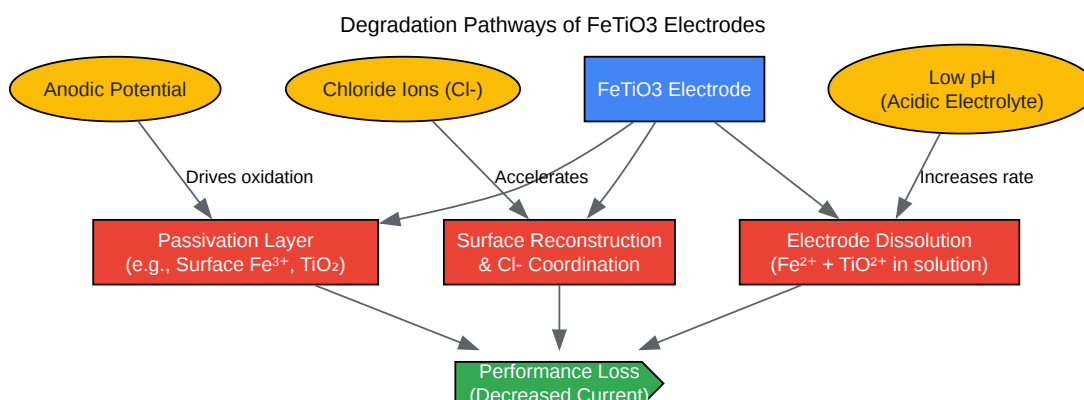 Degradation Pathways of FeTiO3 Electrodes
Anodic Potential
Chloride Ions (Cl-)
FeTiO3 Electrode
Low pH
(Acidic Electrolyte)
Drives oxidation
Accelerates
Increases rate
Passivation Layer
(e.g., Surface Fe³⁺, TiO₂)
Surface Reconstruction
& Cl- Coordination
Electrode Dissolution
(Fe²⁺ + TiO²⁺ in solution)
Performance Loss
(Decreased Current)